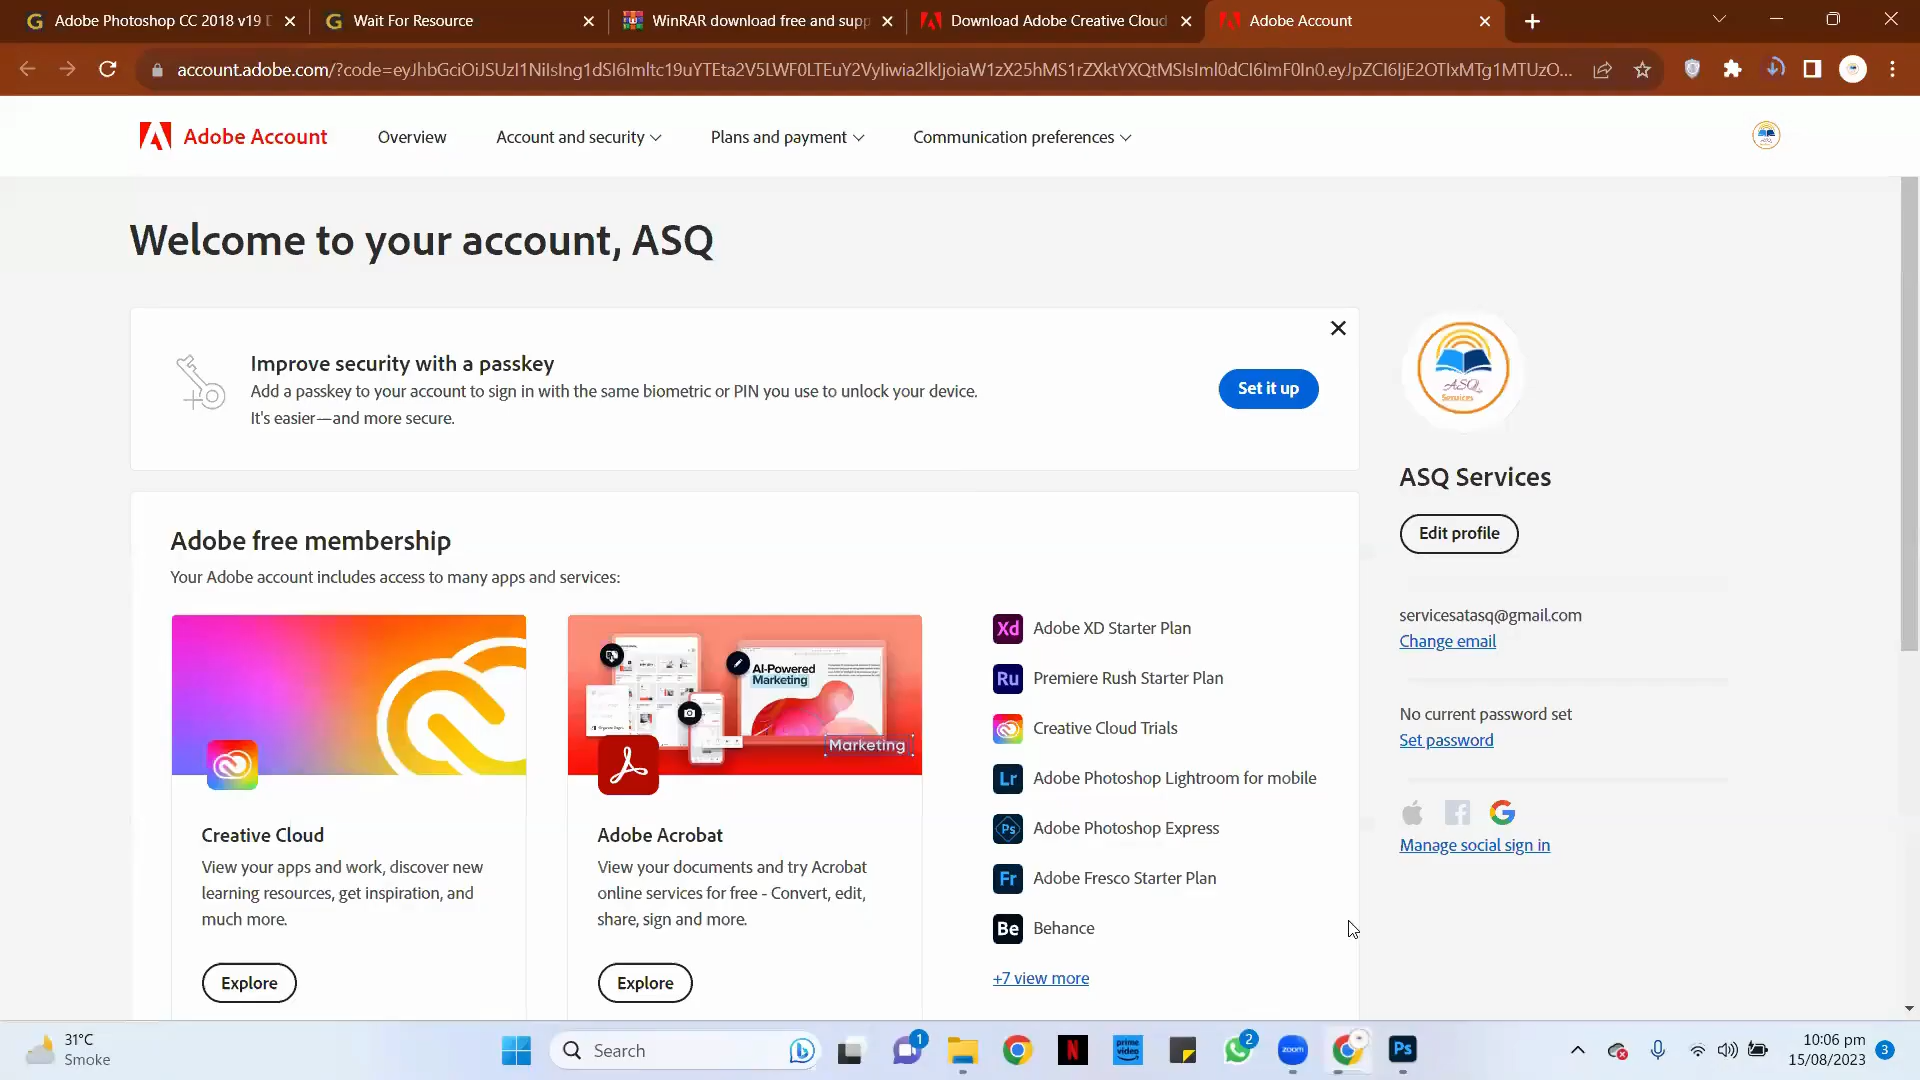 Adobe Photoshop CC 2018 v19
Wait For Resource
WinRAR download free and supp
Download Adobe Creative Cloud
Adobe Account
account.adobe.com/?code=
Adobe Account
Overview
Account and security
Plans and payment
Communication preferences
Welcome to your account, ASQ
Improve security with a passkey
Add a passkey to your account to sign in with the same biometric or PIN you use to unlock your device.
It's easier—and more secure.
Set it up
ASQ
Services
ASQ Services
Edit profile
servicesatasq@gmail.com
Change email
No current password set
Set password
Manage social sign in
Adobe free membership
Your Adobe account includes access to many apps and services:
AI-Powered
Marketing
Marketing
Creative Cloud
View your apps and work, discover new
learning resources, get inspiration, and
much more.
Explore
Adobe Acrobat
View your documents and try Acrobat
online services for free - Convert, edit,
share, sign and more.
Explore
Xd Adobe XD Starter Plan
Ru Premiere Rush Starter Plan
Creative Cloud Trials
Lr Adobe Photoshop Lightroom for mobile
Ps Adobe Photoshop Express
Fr Adobe Fresco Starter Plan
Be Behance
+7 view more
31°C
Smoke
Search
1
N
prime video
2
zoom
Ps
10:06 pm
15/08/2023
3